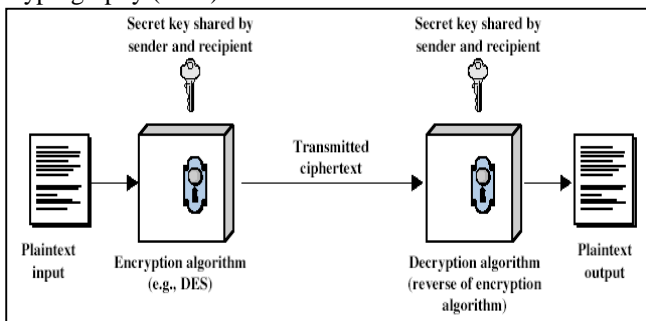 Secret key shared by
sender and recipient
Secret key shared by
sender and recipient
Transmitted
ciphertext
Plaintext
input
Encryption algorithm
(e.g., DES)
Decryption algorithm
(reverse of encryption
algorithm)
Plaintext
output